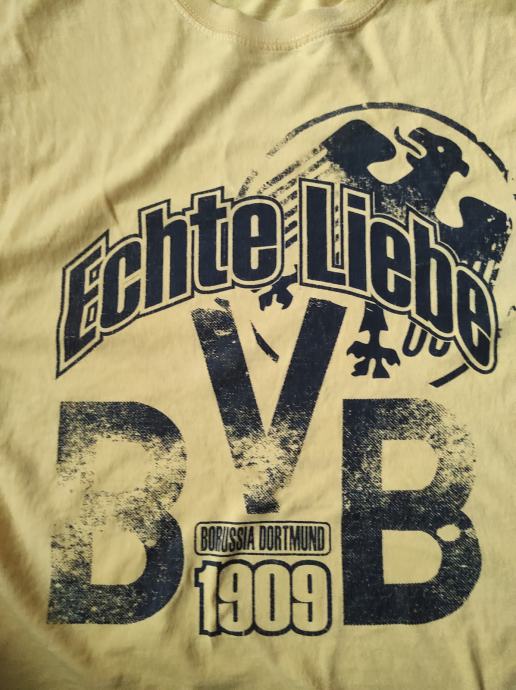 Echte Liebe
BVB
BORUSSIA DORTMUND
1909